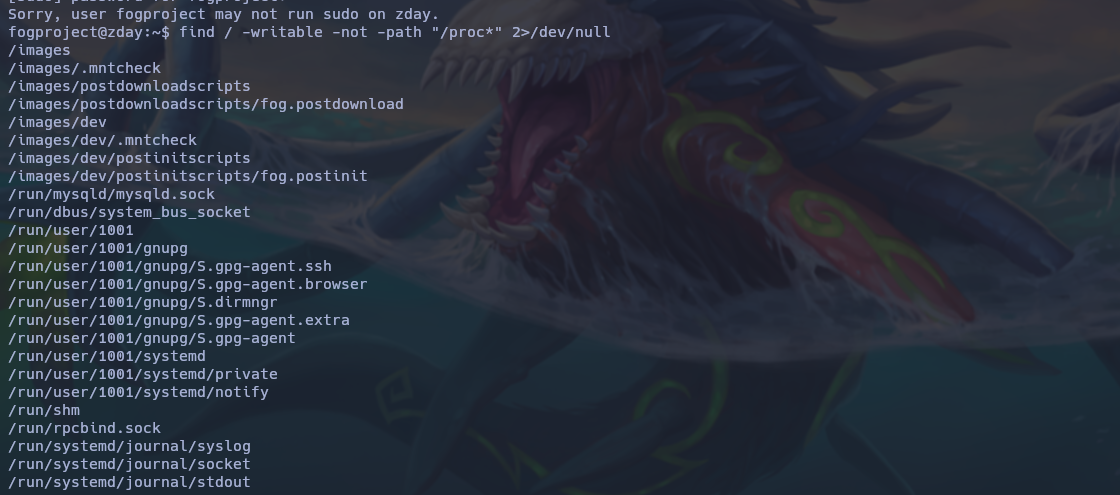 Sorry, user fogproject may not run sudo on zday.
fogproject@zday:~$ find / -writable -not -path "/proc*" 2>/dev/null
/images
/images/.mntcheck
/images/postdownloadscripts
/images/postdownloadscripts/fog.postdownload
/images/dev
/images/dev/.mntcheck
/images/dev/postinitscripts
/images/dev/postinitscripts/fog.postinit
/run/mysqld/mysqld.sock
/run/dbus/system_bus_socket
/run/user/1001
/run/user/1001/gnupg
/run/user/1001/gnupg/S.gpg-agent.ssh
/run/user/1001/gnupg/S.gpg-agent.browser
/run/user/1001/gnupg/S.dirmngr
/run/user/1001/gnupg/S.gpg-agent.extra
/run/user/1001/gnupg/S.gpg-agent
/run/user/1001/systemd
/run/user/1001/systemd/private
/run/user/1001/systemd/notify
/run/shm
/run/rpcbind.sock
/run/systemd/journal/syslog
/run/systemd/journal/socket
/run/systemd/journal/stdout